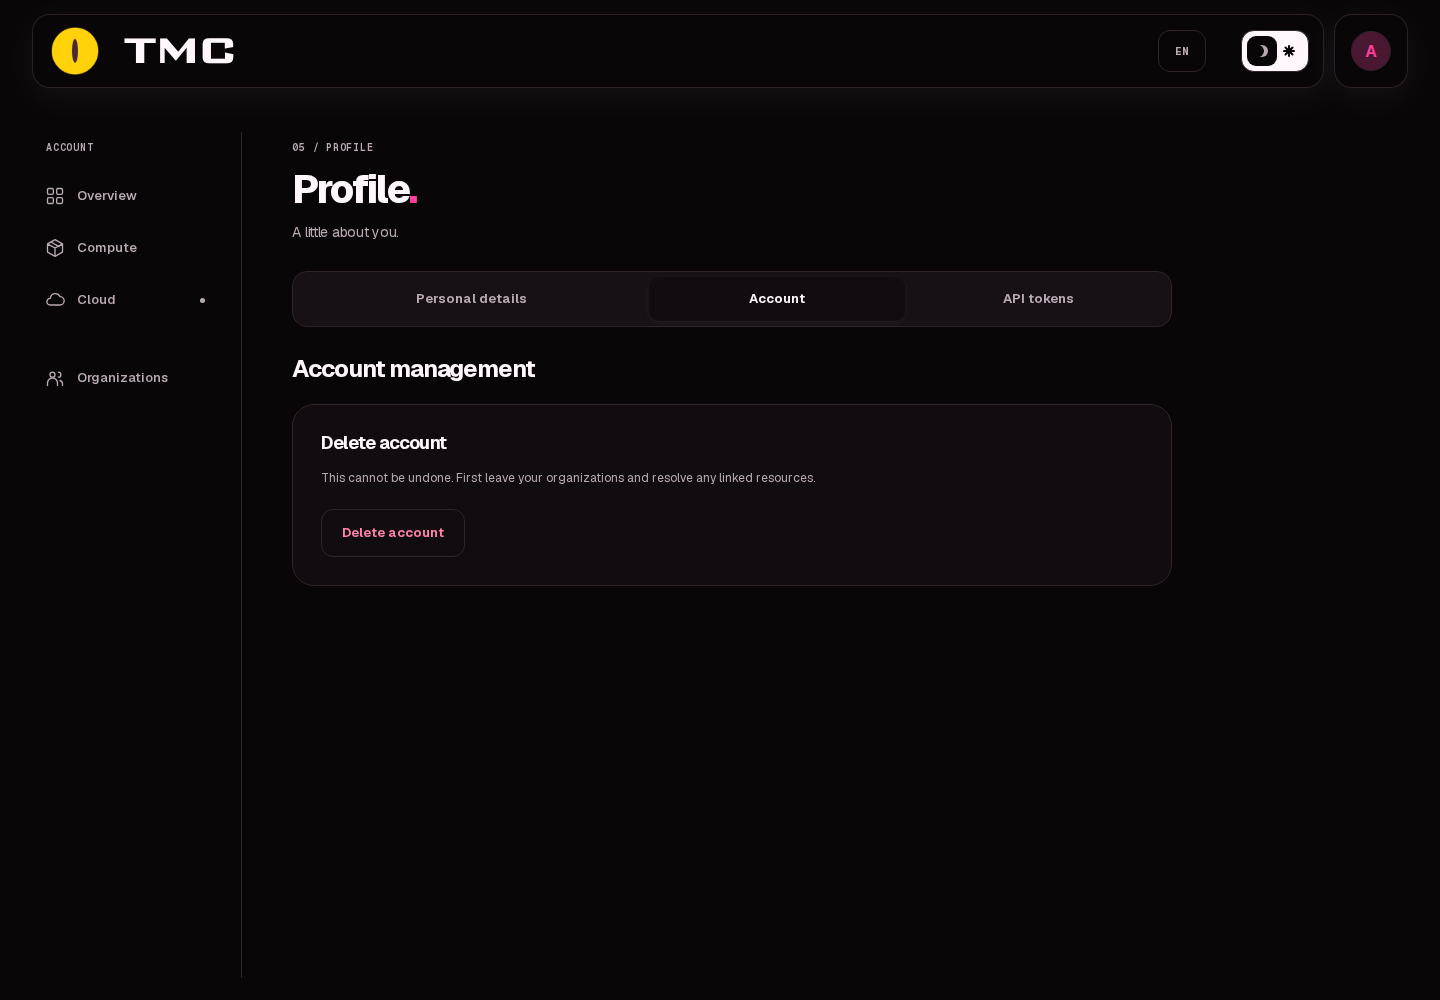 TMC
EN
A
ACCOUNT
Overview
Compute
Cloud
Organizations
05 / PROFILE
Profile.
A little about you.
Personal details
Account
API tokens
Account management
Delete account
This cannot be undone. First leave your organizations and resolve any linked resources.
Delete account